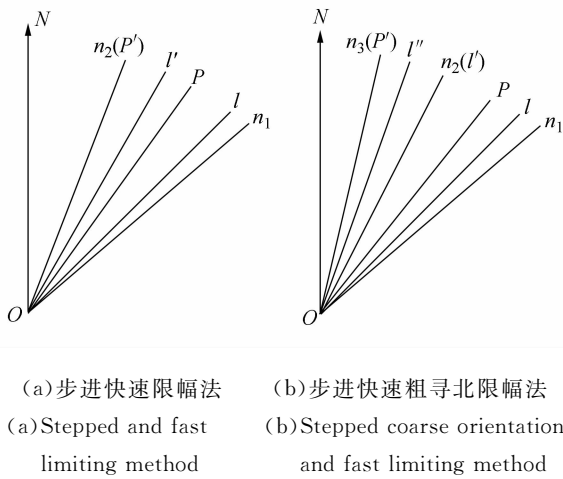 N
n₂(P′)
l′
P
l
n₁
O
N
n₃(P′)
l″
n₂(l′)
P
l
n₁
O
(a)步进快速限幅法
(b)步进快速粗寻北限幅法
(a)Stepped and fast
limiting method
(b)Stepped coarse orientation
and fast limiting method